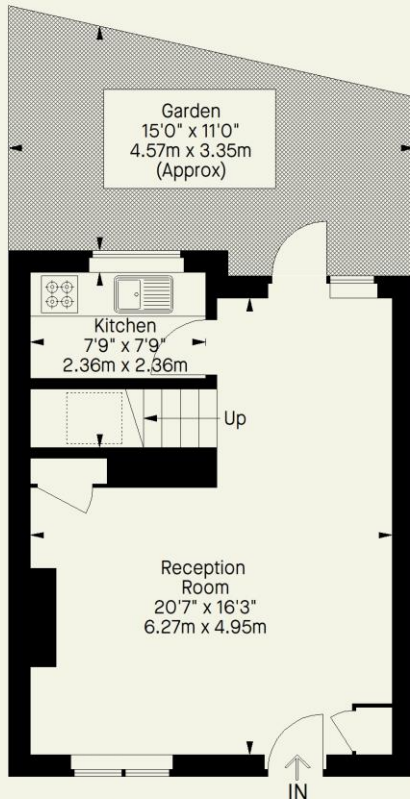 Garden
15'0" x 11'0"
4.57m x 3.35m
(Approx)
Kitchen
7'9" x 7'9"
2.36m x 2.36m
Up
Reception
Room
20'7" x 16'3"
6.27m x 4.95m
IN